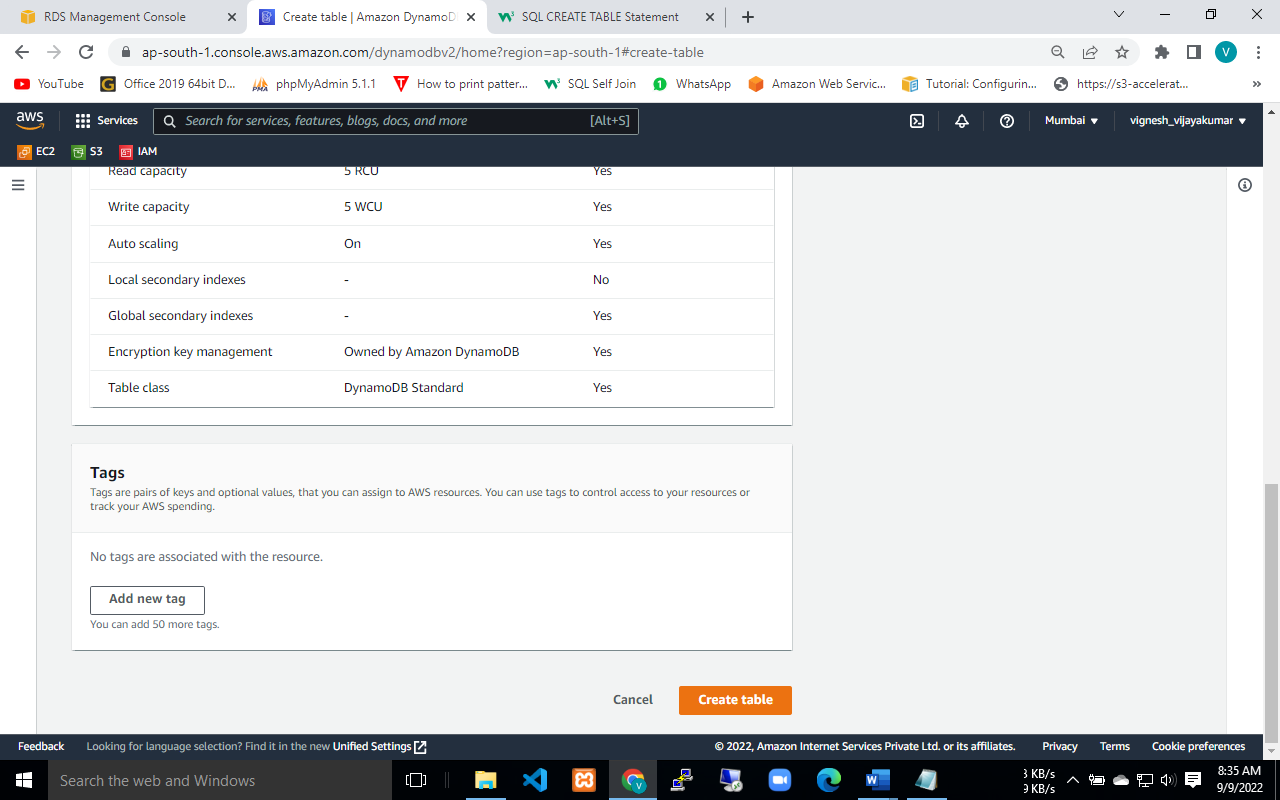 RDS Management Console
Create table | Amazon DynamoD
SQL CREATE TABLE Statement
ap-south-1.console.aws.amazon.com/dynamodbv2/home?region=ap-south-1#create-table
V
YouTube
Office 2019 64bit D...
phpMyAdmin 5.1.1
How to print patter...
SQL Self Join
WhatsApp
Amazon Web Servic...
Tutorial: Configurin...
https://s3-accelerat...
»
aws
Services
Search for services, features, blogs, docs, and more [Alt+S]
Mumbai
vignesh_vijayakumar
EC2
S3
IAM
Read capacity 5 RCU Yes
Write capacity 5 WCU Yes
Auto scaling On Yes
Local secondary indexes - No
Global secondary indexes - Yes
Encryption key management Owned by Amazon DynamoDB Yes
Table class DynamoDB Standard Yes
Tags
Tags are pairs of keys and optional values, that you can assign to AWS resources. You can use tags to control access to your resources or
track your AWS spending.
No tags are associated with the resource.
Add new tag
You can add 50 more tags.
Cancel
Create table
Feedback
Looking for language selection? Find it in the new Unified Settings
© 2022, Amazon Internet Services Private Ltd. or its affiliates.
Privacy
Terms
Cookie preferences
Search the web and Windows
3 KB/s
9 KB/s
8:35 AM
9/9/2022